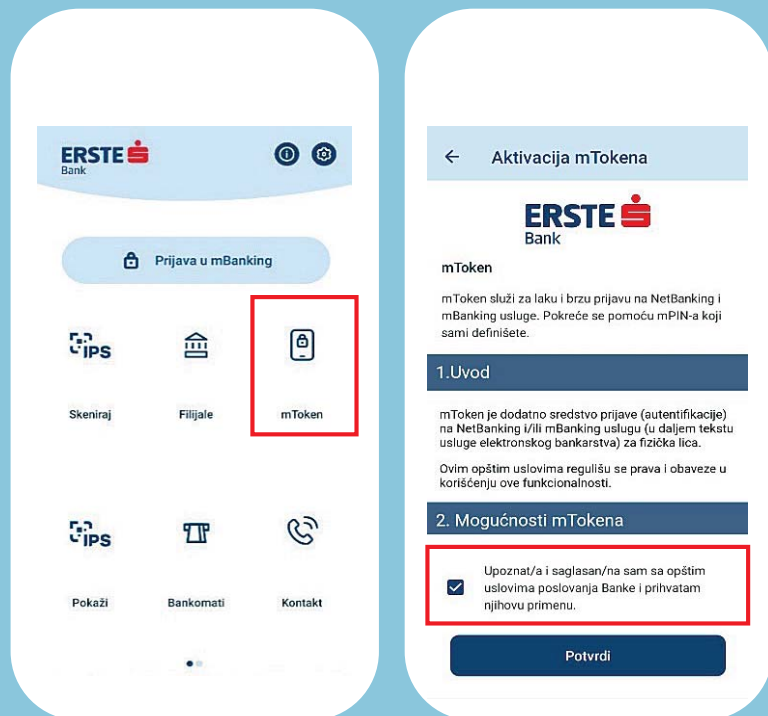 ERSTE
Bank
Prijava u mBanking
IPS
Skeniraj
Filijale
mToken
IPS
Pokaži
Bankomati
Kontakt
Aktivacija mTokena
ERSTE
Bank
mToken
mToken služi za laku i brzu prijavu na NetBanking i
mBanking usluge. Pokreće se pomoću mPIN-a koji
sami definišete.
1.Uvod
mToken je dodatno sredstvo prijave (autentifikacije)
na NetBanking i/ili mBanking uslugu (u daljem tekstu
usluge elektronskog bankarstva) za fizička lica.
Ovim opštim uslovima regulišu se prava i obaveze u
korišćenju ove funkcionalnosti.
2. Mogućnosti mTokena
Upoznat/a i saglasan/na sam sa opštim
uslovima poslovanja Banke i prihvatam
njihovu primenu.
Potvrdi